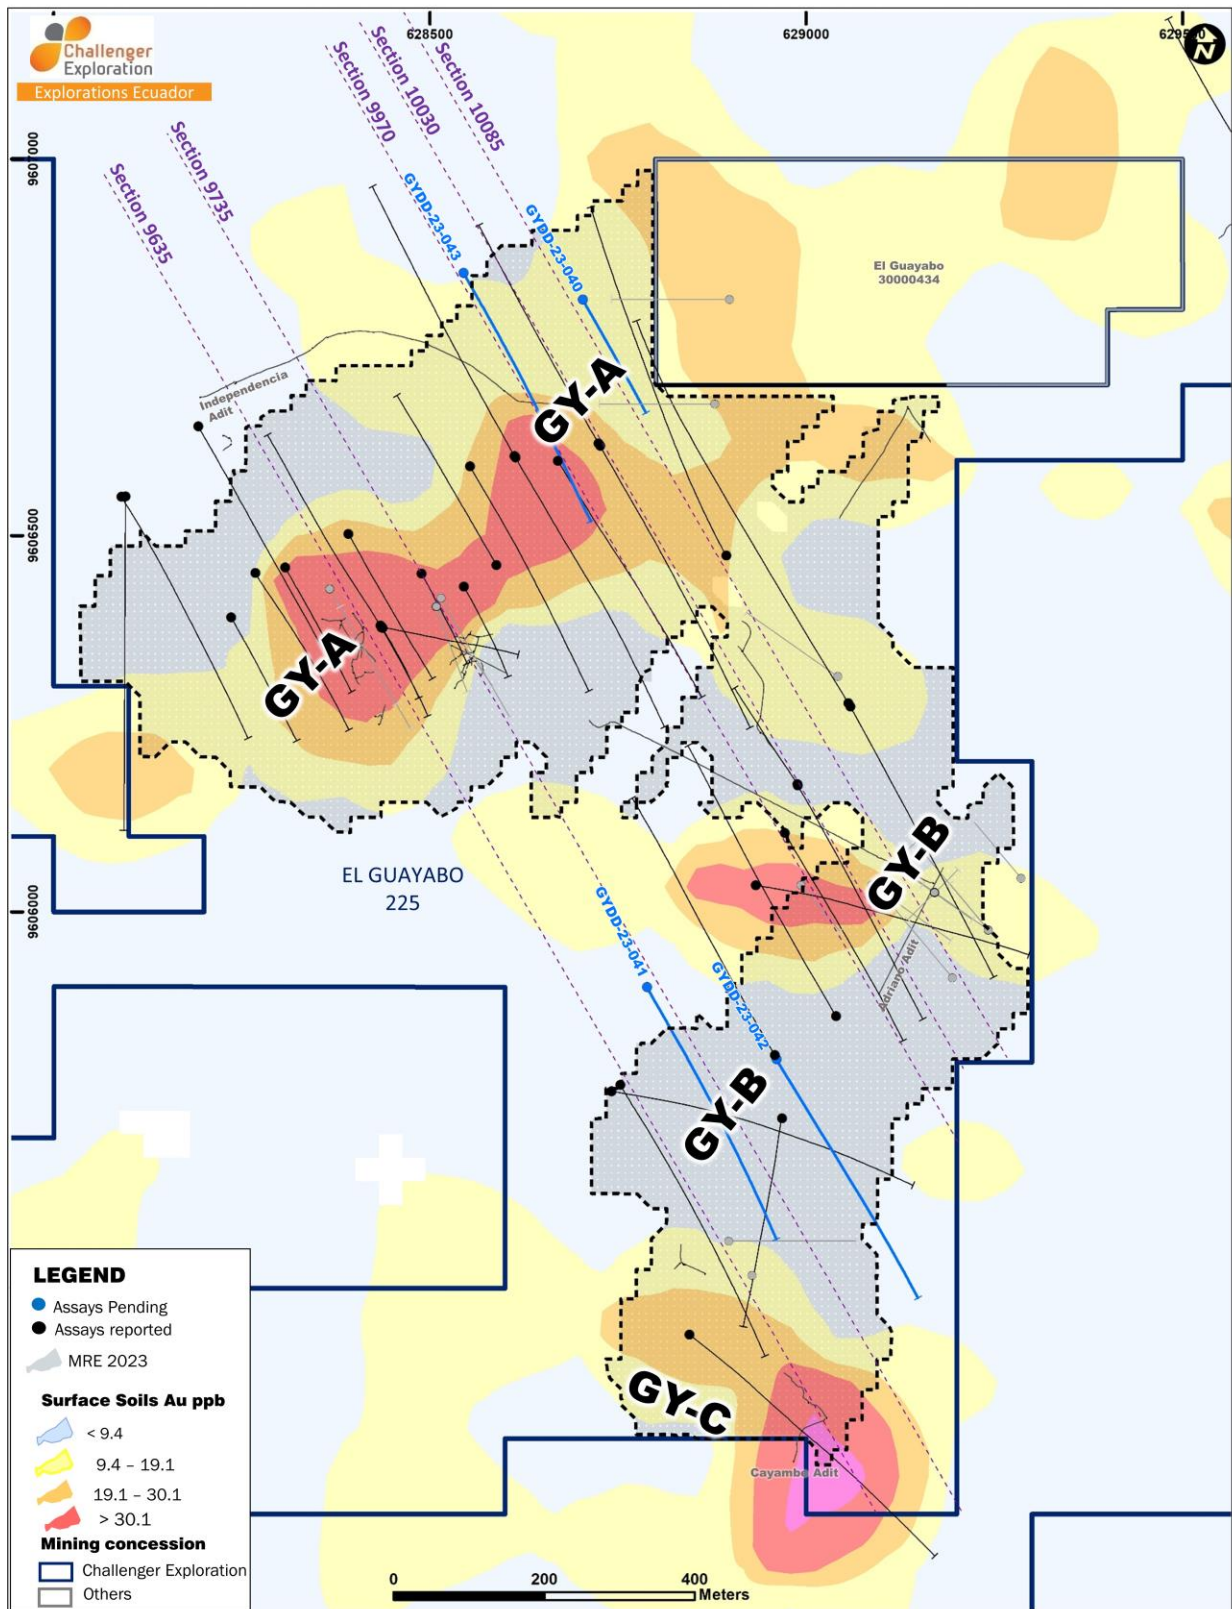 Challenger
Exploration
Explorations Ecuador
628500
629000
N
9607000
Section 9970
Section 10030
Section 10085
Section 9735
Section 9635
GYDD-23-043
GYDD-23-040
El Guayabo
30000434
Independencia
Adit
GY-A
9606500
GY-A
EL GUAYABO
225
GY-B
9606000
GYDD-23-041
GYDD-23-042
Adriano Adit
GY-B
GY-C
Cayambe Adit
LEGEND
Assays Pending
Assays reported
MRE 2023
Surface Soils Au ppb
< 9.4
9.4 – 19.1
19.1 – 30.1
> 30.1
Mining concession
Challenger Exploration
Others
0 200 400
Meters